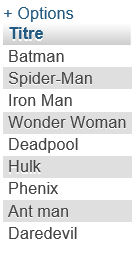 + Options
Titre
Batman
Spider-Man
Iron Man
Wonder Woman
Deadpool
Hulk
Phenix
Ant man
Daredevil